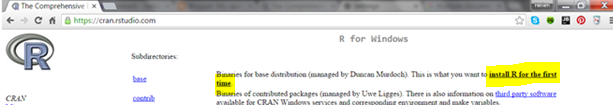 The Comprehensive
https://cran.rstudio.com
R for Windows
Subdirectories:
base
Binaries for base distribution (managed by Duncan Murdoch). This is what you want to install R for the first
time.
contrib
Binaries of contributed packages (managed by Uwe Ligges). There is also information on third party software
available for CRAN Windows services and corresponding environment and make variables.
CRAN